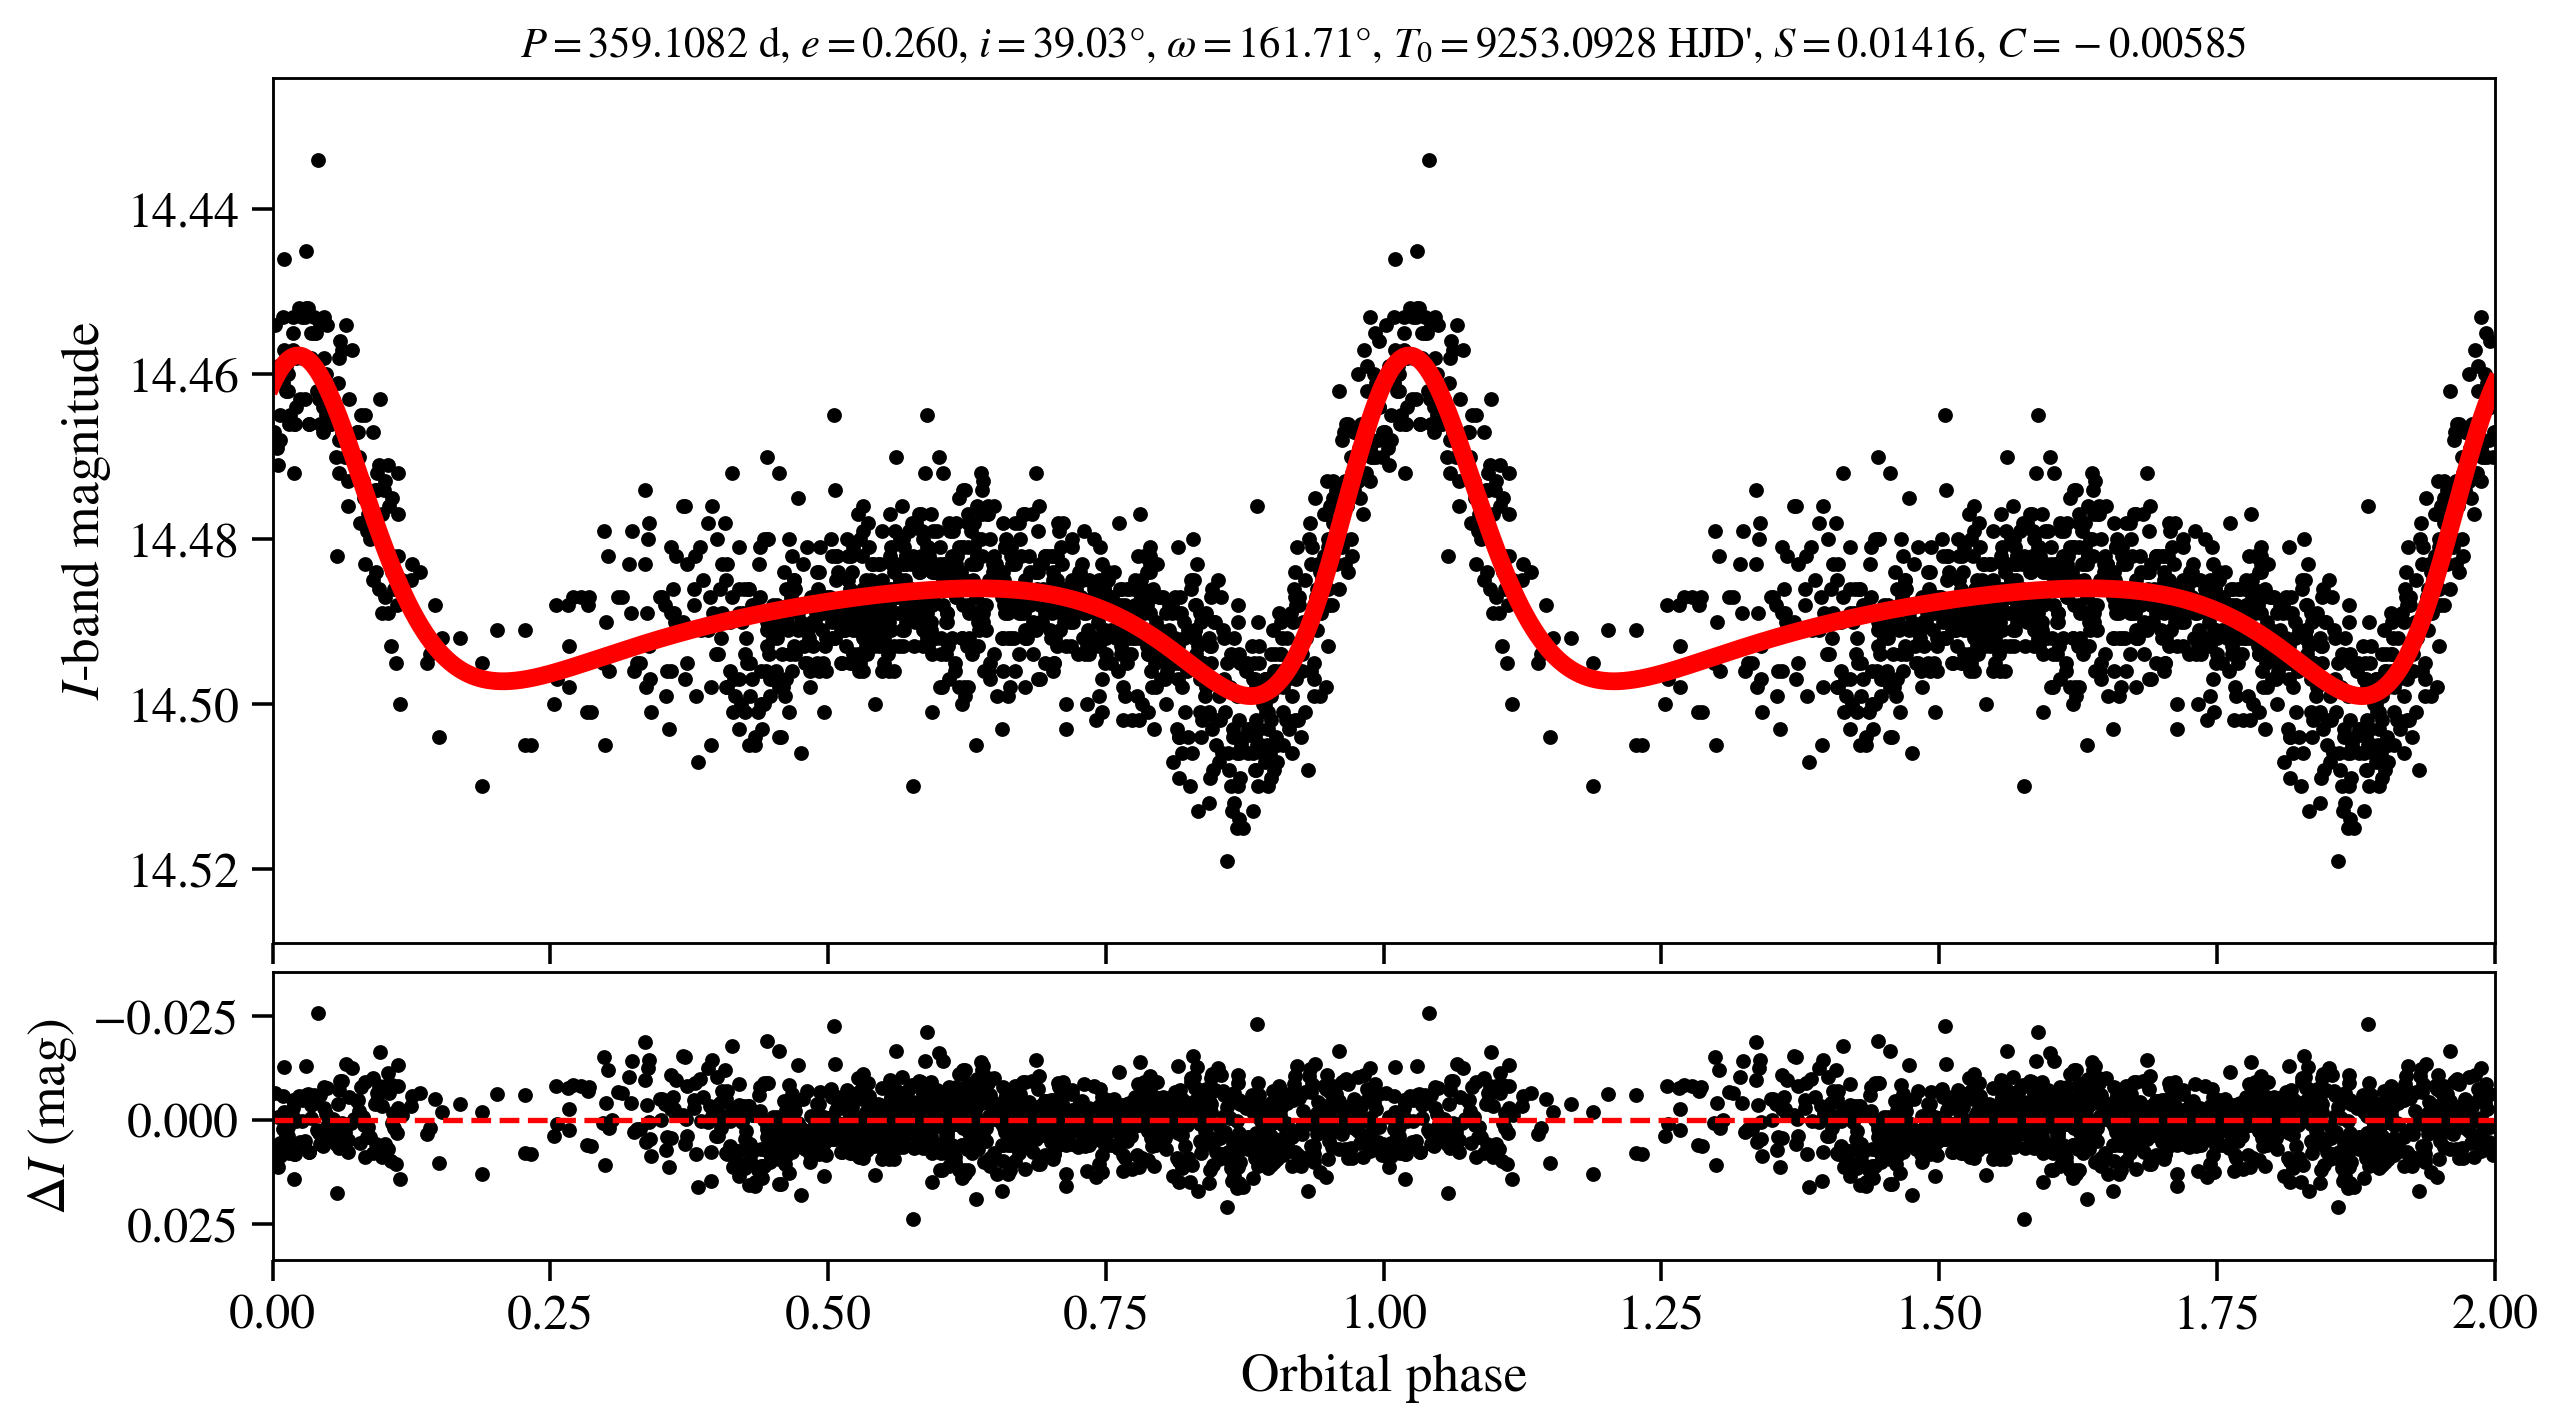 P = 359.1082 d, e = 0.260, i = 39.03°, ω = 161.71°, T₀ = 9253.0928 HJD', S = 0.01416, C = −0.00585
I-band magnitude
14.44
14.46
14.48
14.50
14.52
ΔI (mag)
−0.025
0.000
0.025
0.00 0.25 0.50 0.75 1.00 1.25 1.50 1.75 2.00
Orbital phase